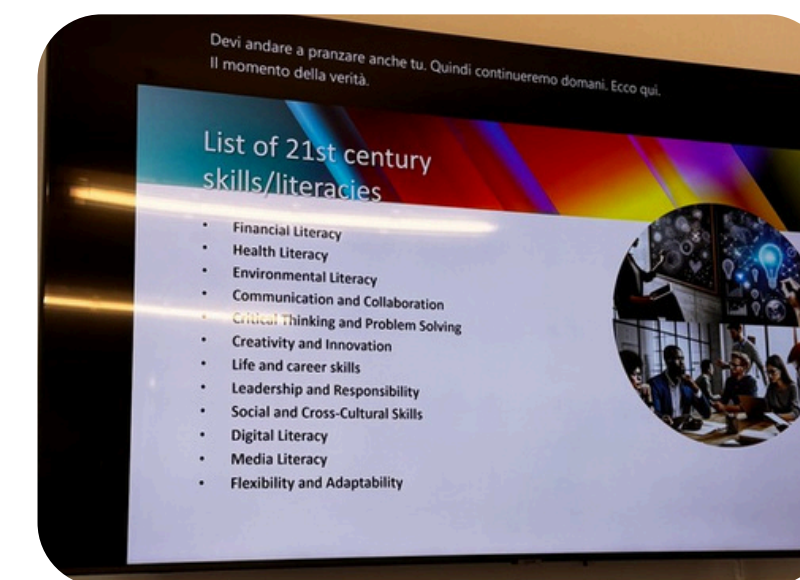 Devi andare a pranzare anche tu. Quindi continueremo domani. Ecco qui.
Il momento della verità.
List of 21st century
skills/literacies
• Financial Literacy
• Health Literacy
• Environmental Literacy
• Communication and Collaboration
• Critical Thinking and Problem Solving
• Creativity and Innovation
• Life and career skills
• Leadership and Responsibility
• Social and Cross-Cultural Skills
• Digital Literacy
• Media Literacy
• Flexibility and Adaptability